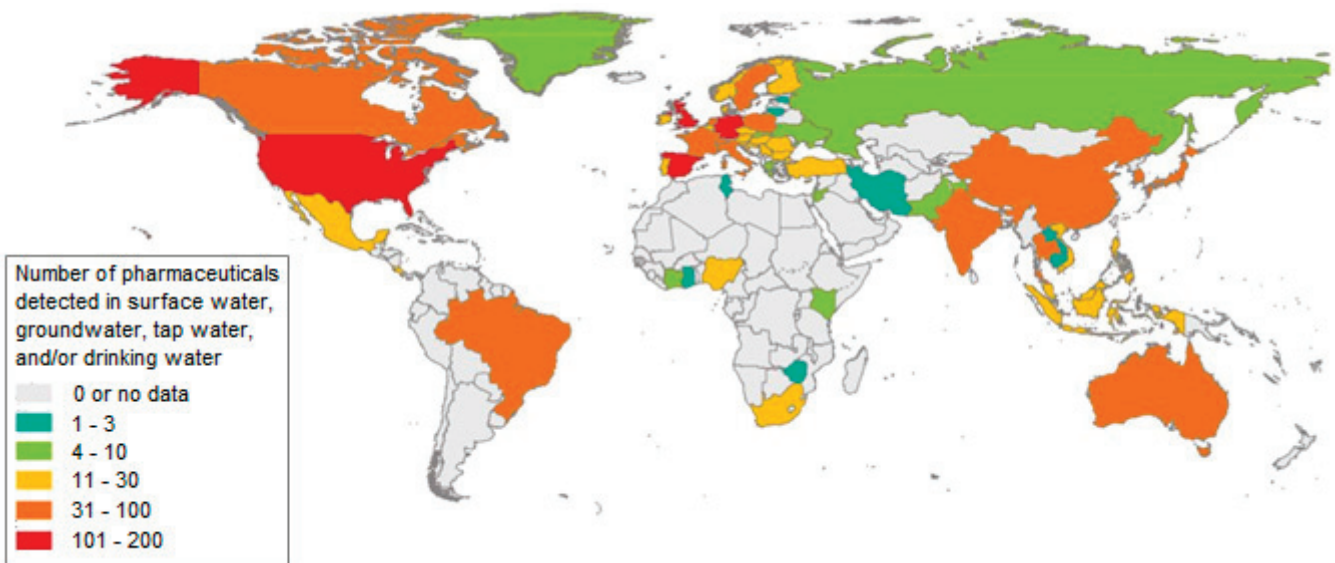 Number of pharmaceuticals
detected in surface water,
groundwater, tap water,
and/or drinking water
0 or no data
1 - 3
4 - 10
11 - 30
31 - 100
101 - 200